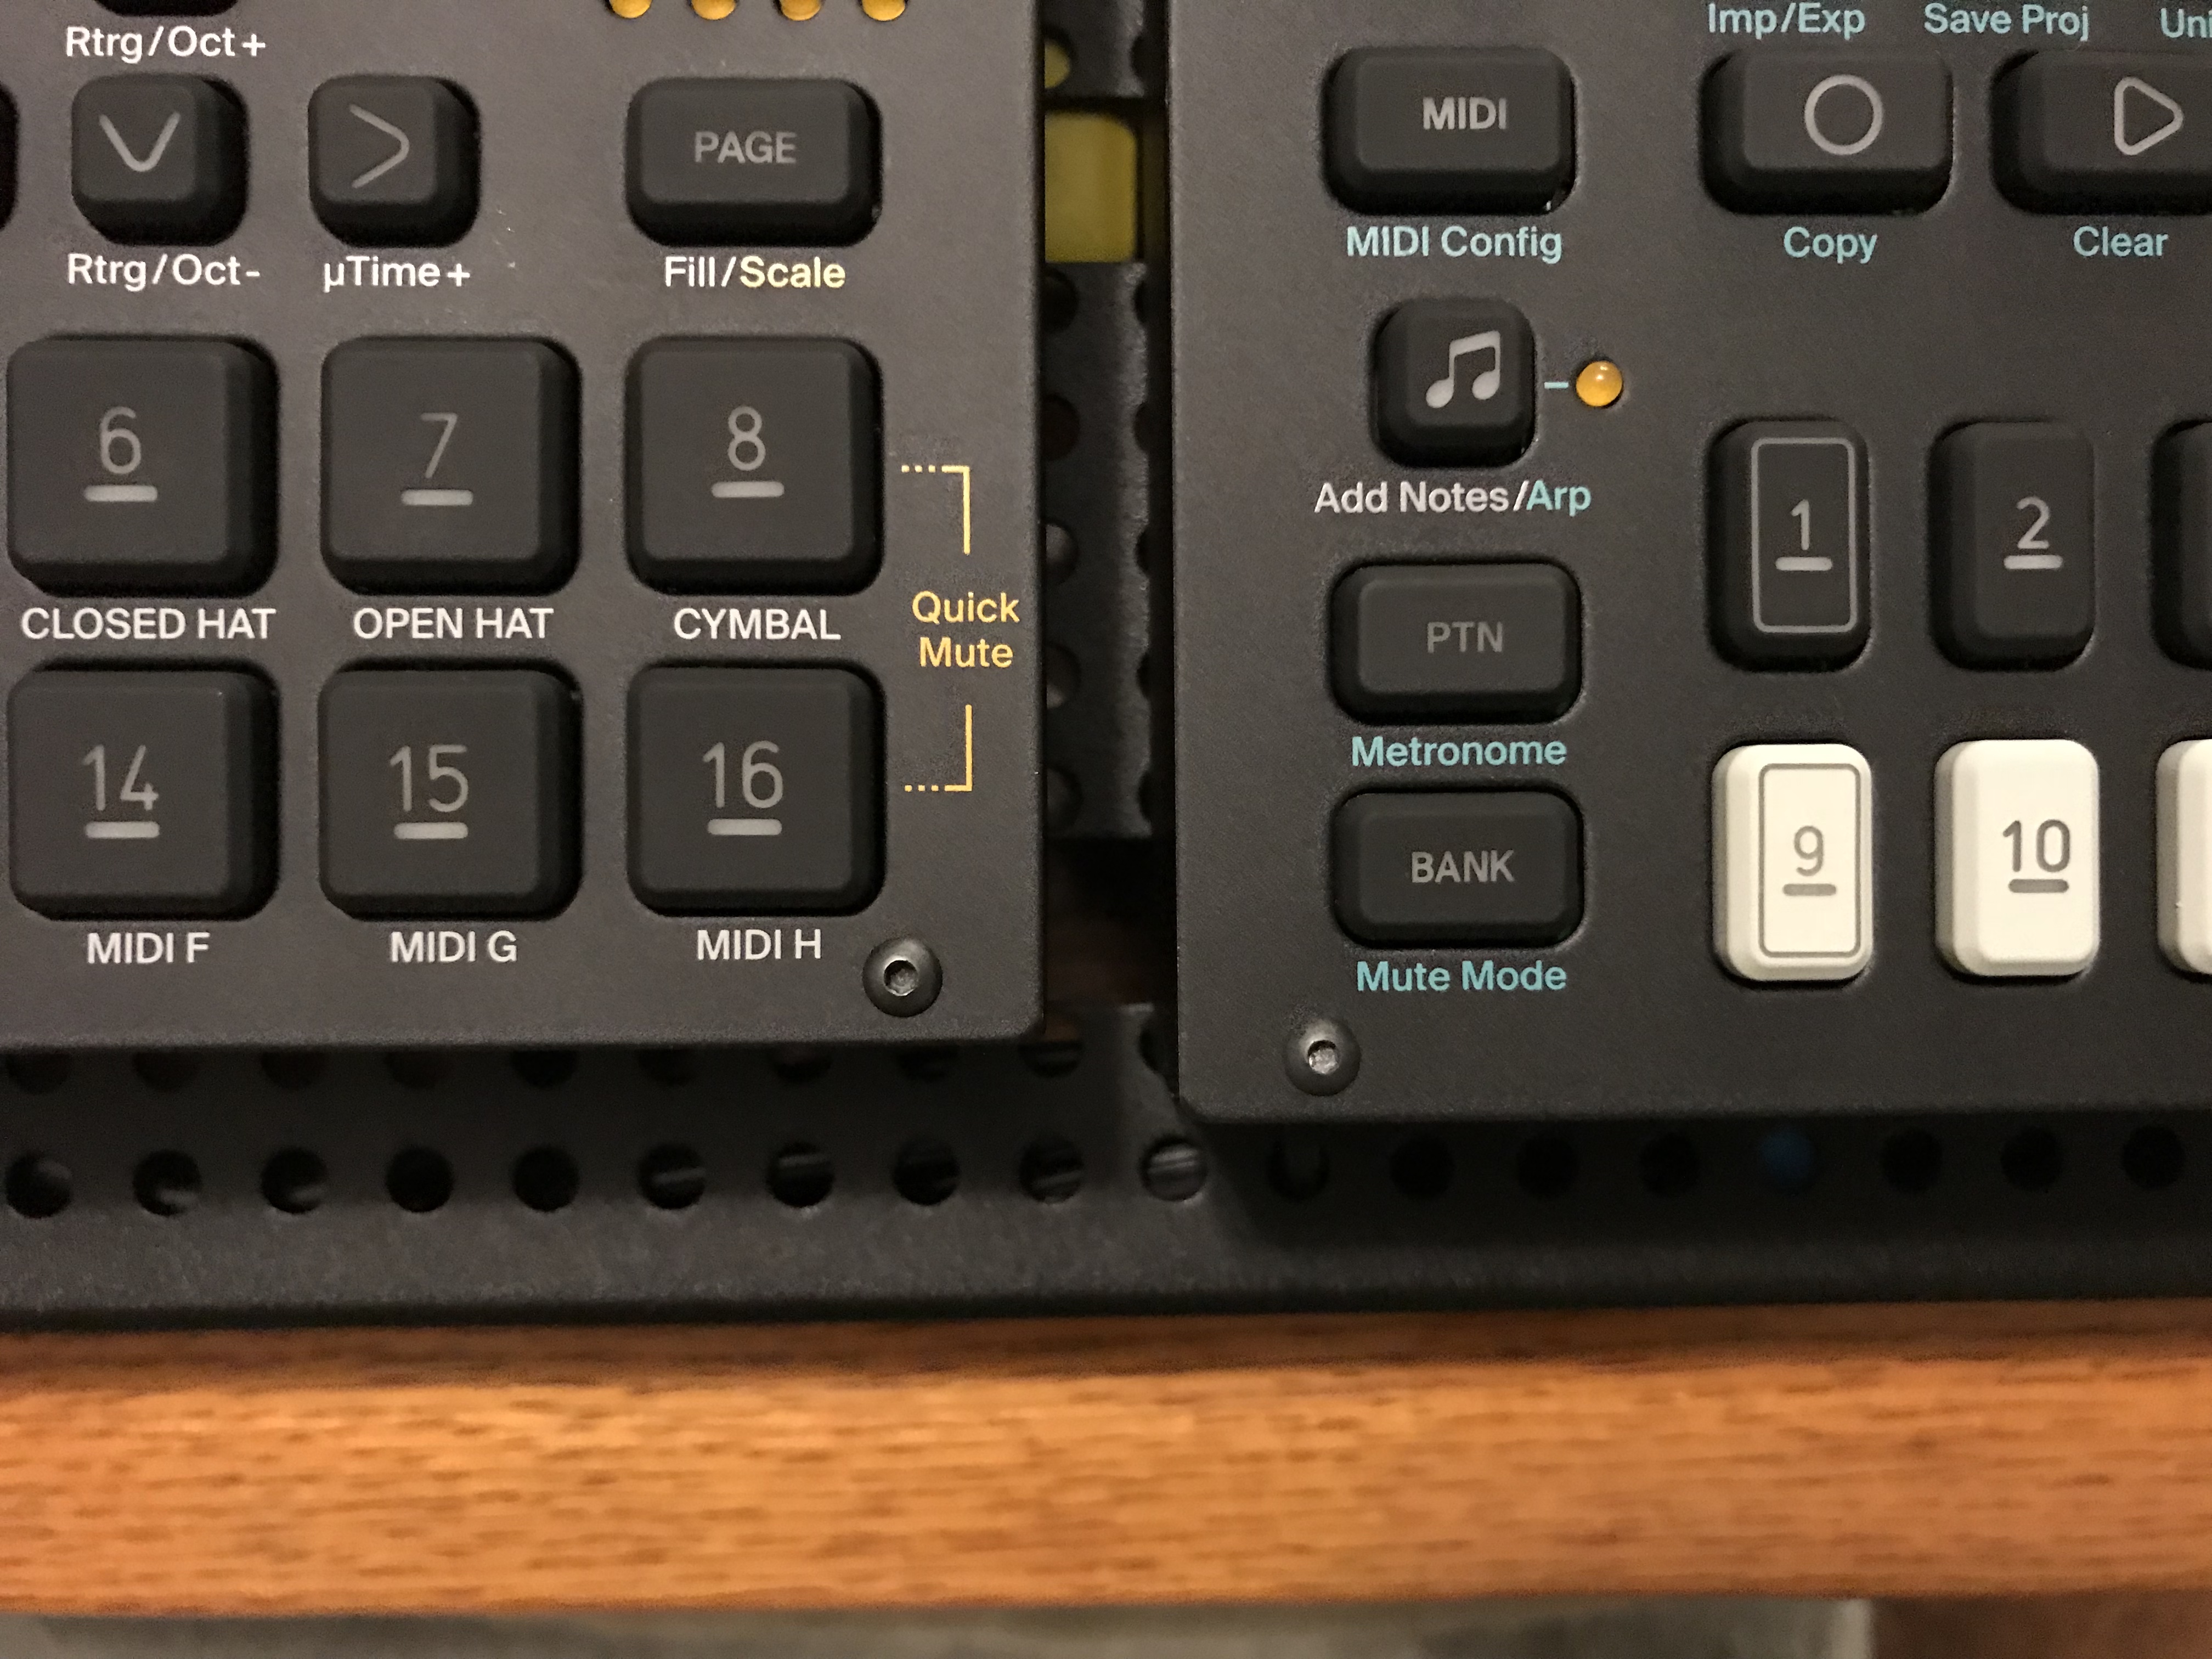 Rtrg/Oct+
PAGE
Rtrg/Oct-
µTime+
Fill/Scale
6
7
8
CLOSED HAT
OPEN HAT
CYMBAL
Quick
Mute
14
15
16
MIDI F
MIDI G
MIDI H
Imp/Exp
Save Proj
MIDI
MIDI Config
Copy
Clear
Add Notes/Arp
1
2
PTN
Metronome
9
10
BANK
Mute Mode